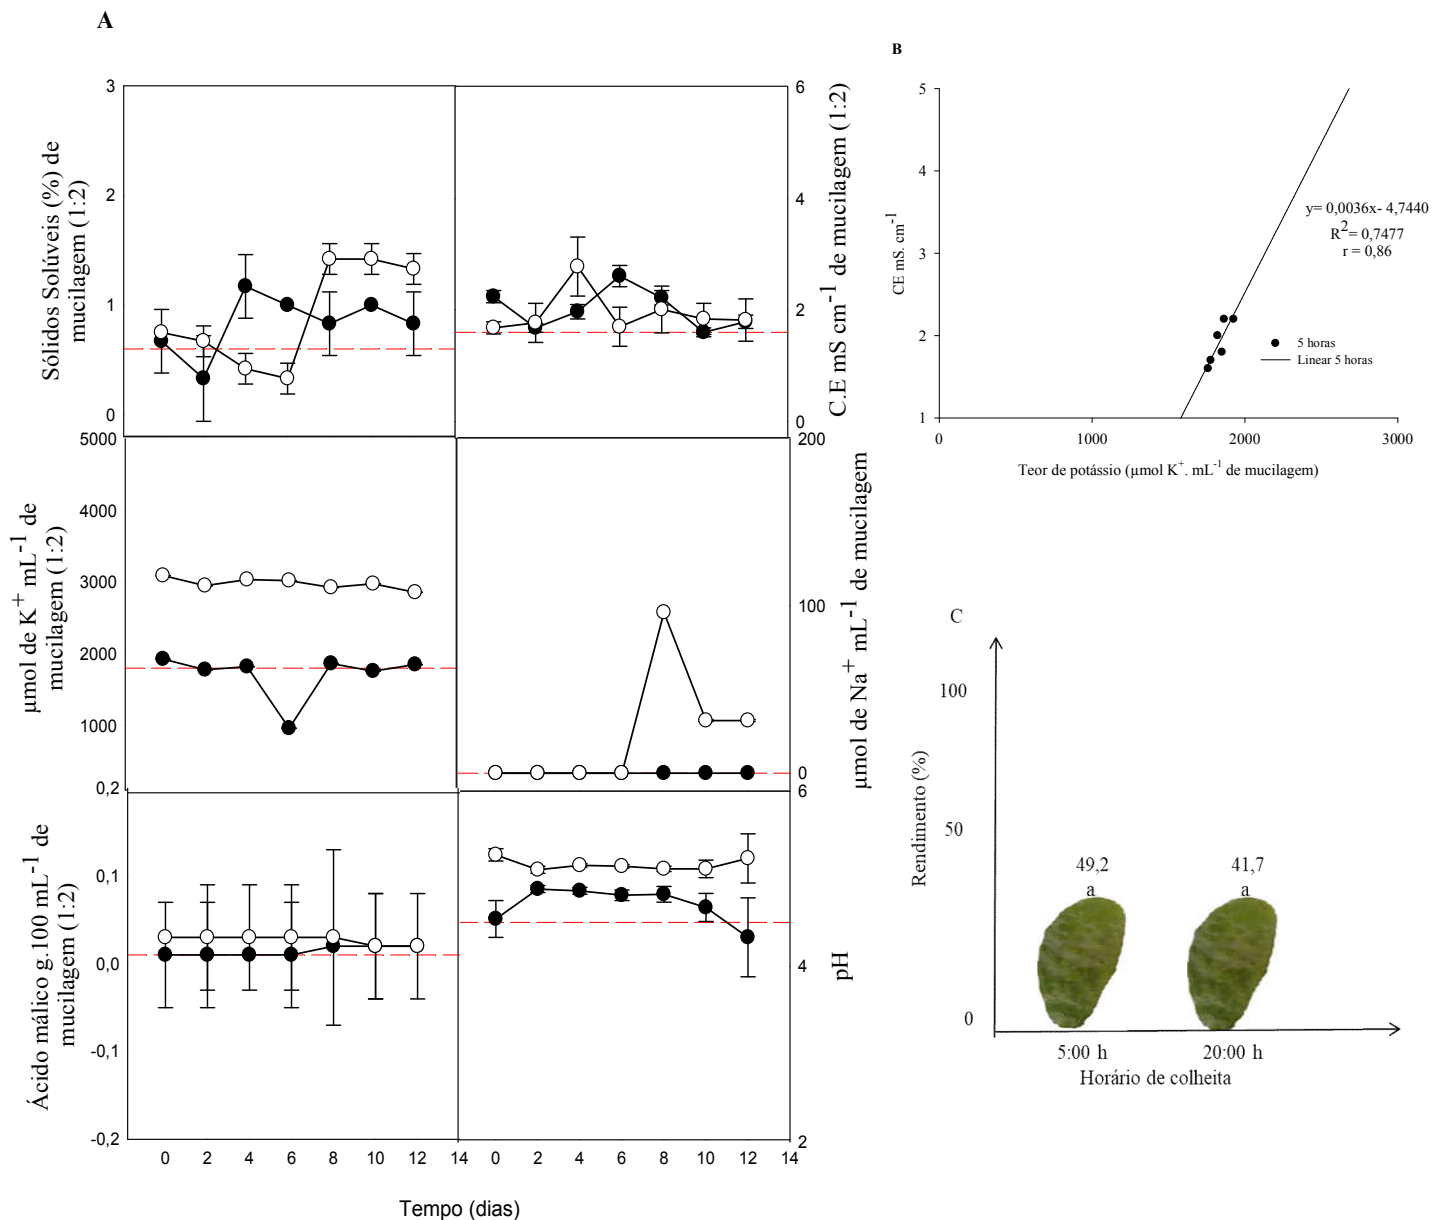 A
Sólidos Solúveis (%) de
mucilagem (1:2)
3
2
1
0
6
4
2
0
C.E mS cm-1 de mucilagem (1:2)
µmol de K+ mL-1 de
mucilagem (1:2)
5000
4000
3000
2000
1000
0,2
200
100
0
µmol de Na+ mL-1 de mucilagem
Ácido málico g.100 mL-1 de
mucilagem (1:2)
0,1
0,0
-0,1
-0,2
6
4
2
pH
0 2 4 6 8 10 12 14 0 2 4 6 8 10 12 14
Tempo (dias)
B
CE mS. cm-1
5
4
3
2
1
y= 0,0036x- 4,7440
R2= 0,7477
r = 0,86
5 horas
Linear 5 horas
0 1000 2000 3000
Teor de potássio (µmol K+. mL-1 de mucilagem)
C
Rendimento (%)
100
50
0
49,2
a
41,7
a
5:00 h 20:00 h
Horário de colheita